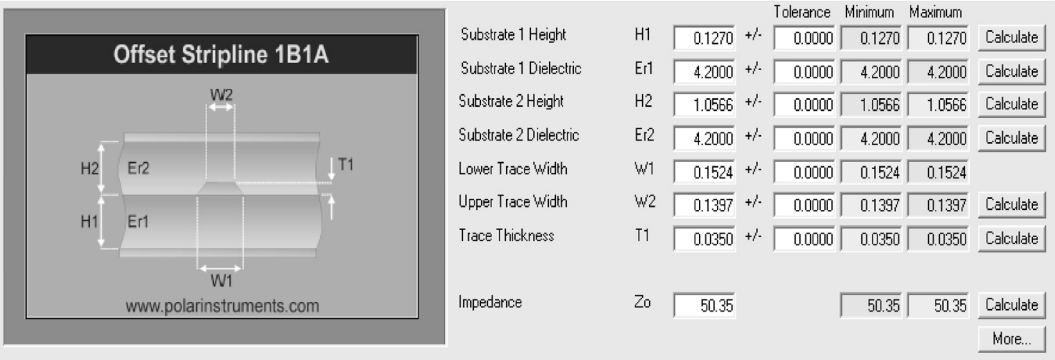 Offset Stripline 1B1A
W2
H2 Er2 T1
H1 Er1
W1
www.polarinstruments.com
Tolerance Minimum Maximum
Substrate 1 Height H1 0.1270 +/- 0.0000 0.1270 0.1270 Calculate
Substrate 1 Dielectric Er1 4.2000 +/- 0.0000 4.2000 4.2000 Calculate
Substrate 2 Height H2 1.0566 +/- 0.0000 1.0566 1.0566 Calculate
Substrate 2 Dielectric Er2 4.2000 +/- 0.0000 4.2000 4.2000 Calculate
Lower Trace Width W1 0.1524 +/- 0.0000 0.1524 0.1524
Upper Trace Width W2 0.1397 +/- 0.0000 0.1397 0.1397 Calculate
Trace Thickness T1 0.0350 +/- 0.0000 0.0350 0.0350 Calculate
Impedance Zo 50.35 50.35 50.35 Calculate
More...